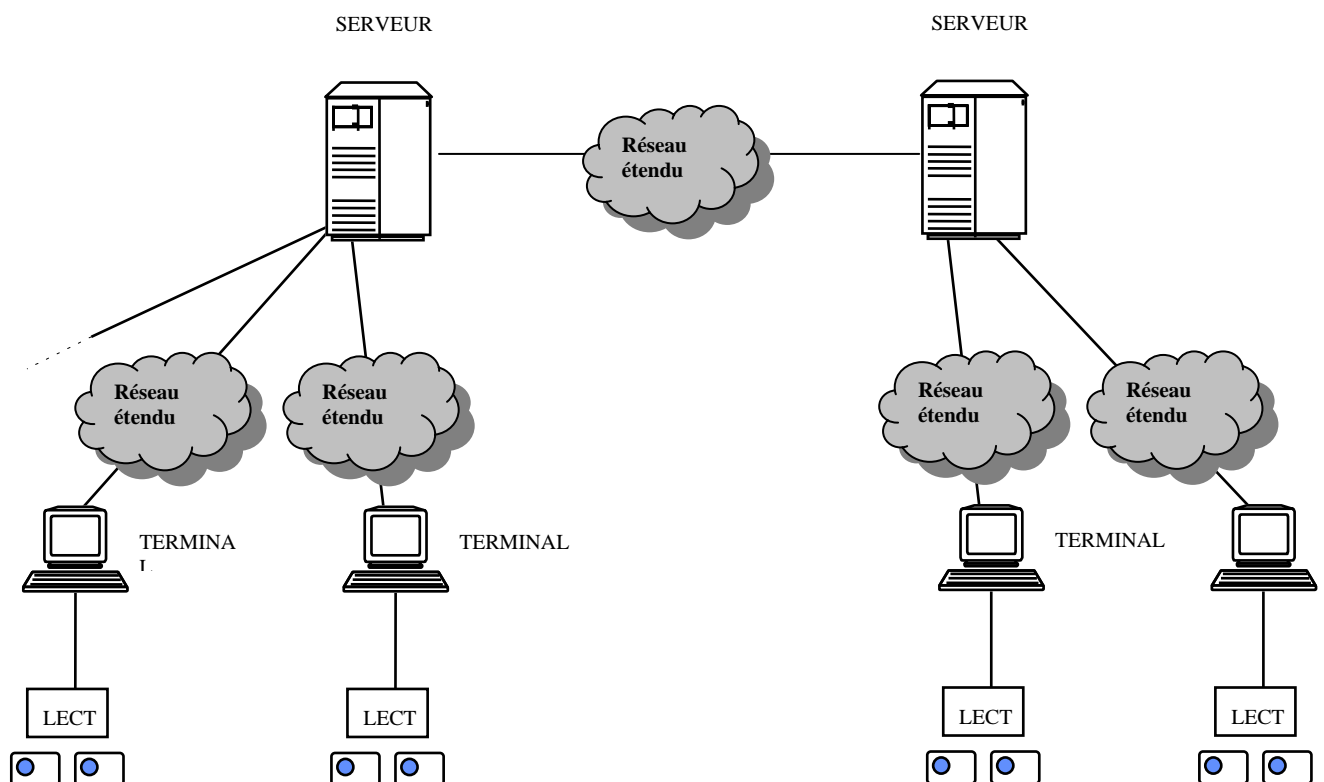 SERVEUR
SERVEUR
Réseau
étendu
Réseau
étendu
Réseau
étendu
Réseau
étendu
Réseau
étendu
TERMINA
TERMINAL
TERMINAL
LECT
LECT
LECT
LECT